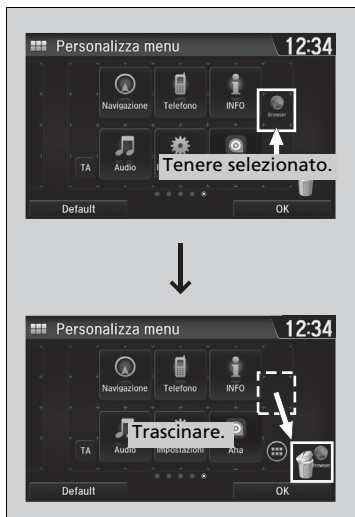 Personalizza menu 12:34
Navigazione Telefono INFO Browser
Tenere selezionato.
TA Audio
Default OK
Personalizza menu 12:34
Navigazione Telefono INFO
Trascinare.
TA Audio Impostazioni Aha Browser
Default OK